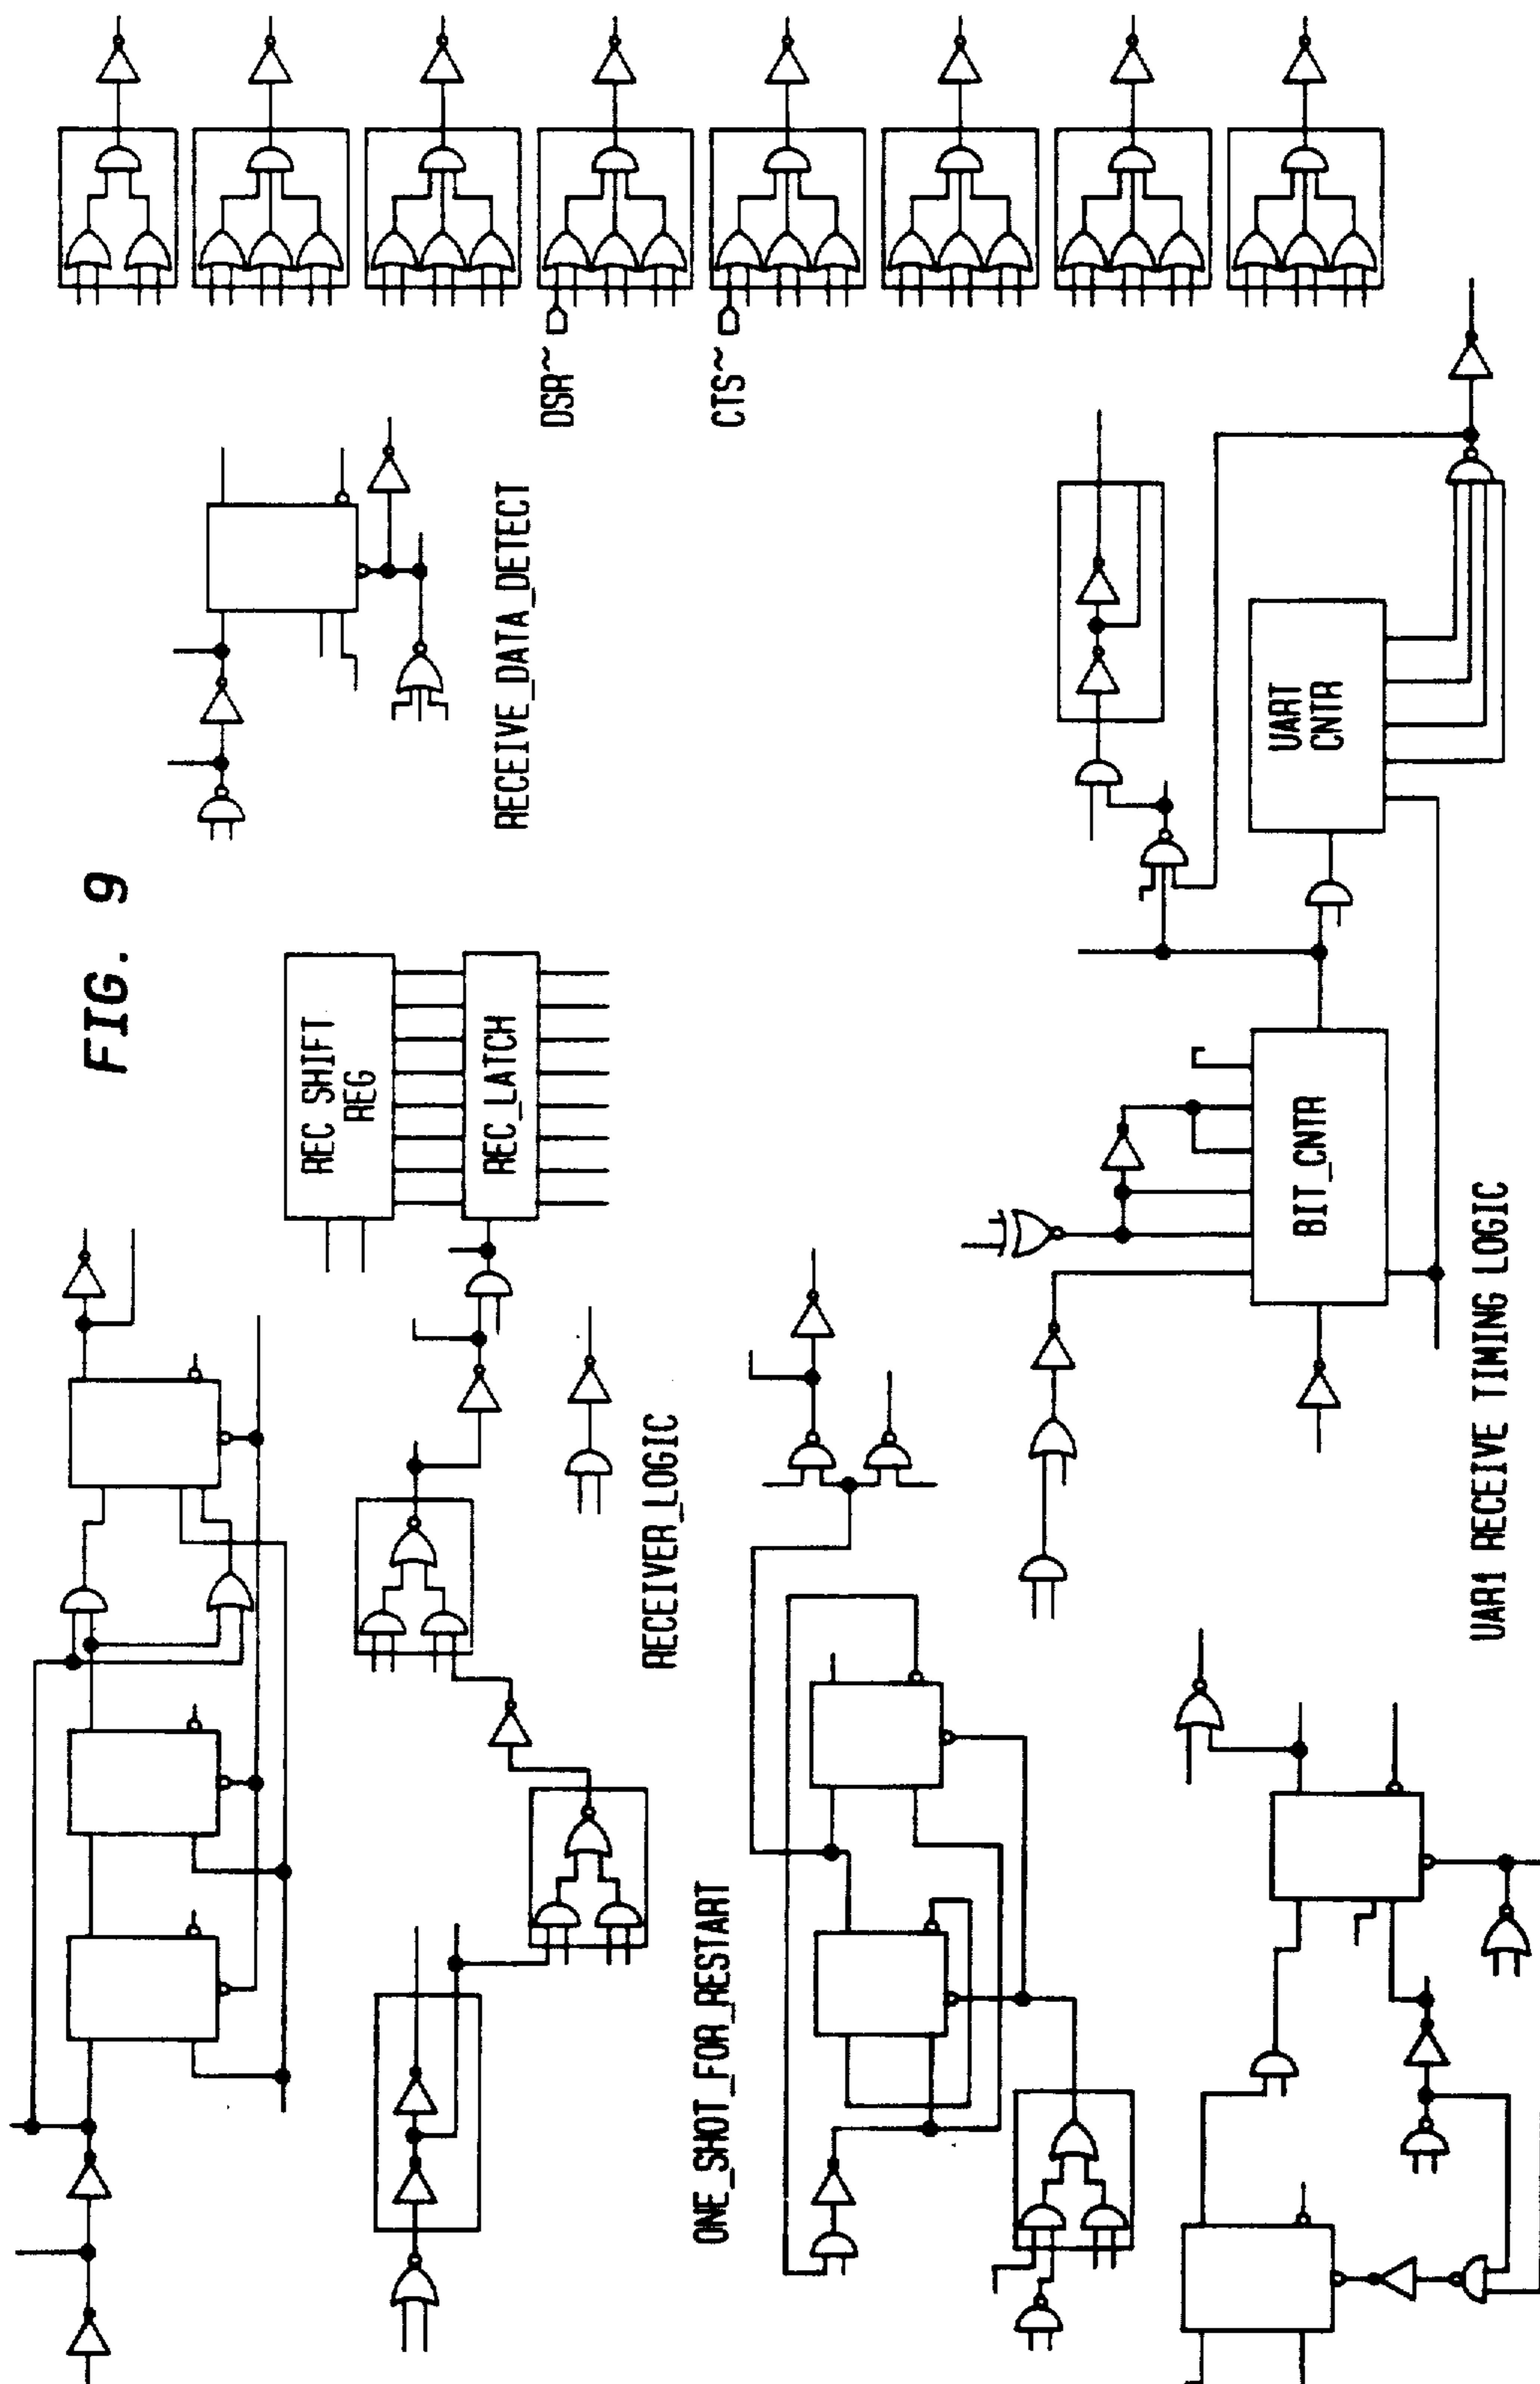 FIG. 9
DSR~
CTS~
RECEIVE_DATA_DETECT
REC SHIFT
REG
REC_LATCH
RECEIVER_LOGIC
ONE_SHOT_FOR_RESTART
UART
CNTR
BIT_CNTR
UAR1 RECEIVE TIMING LOGIC